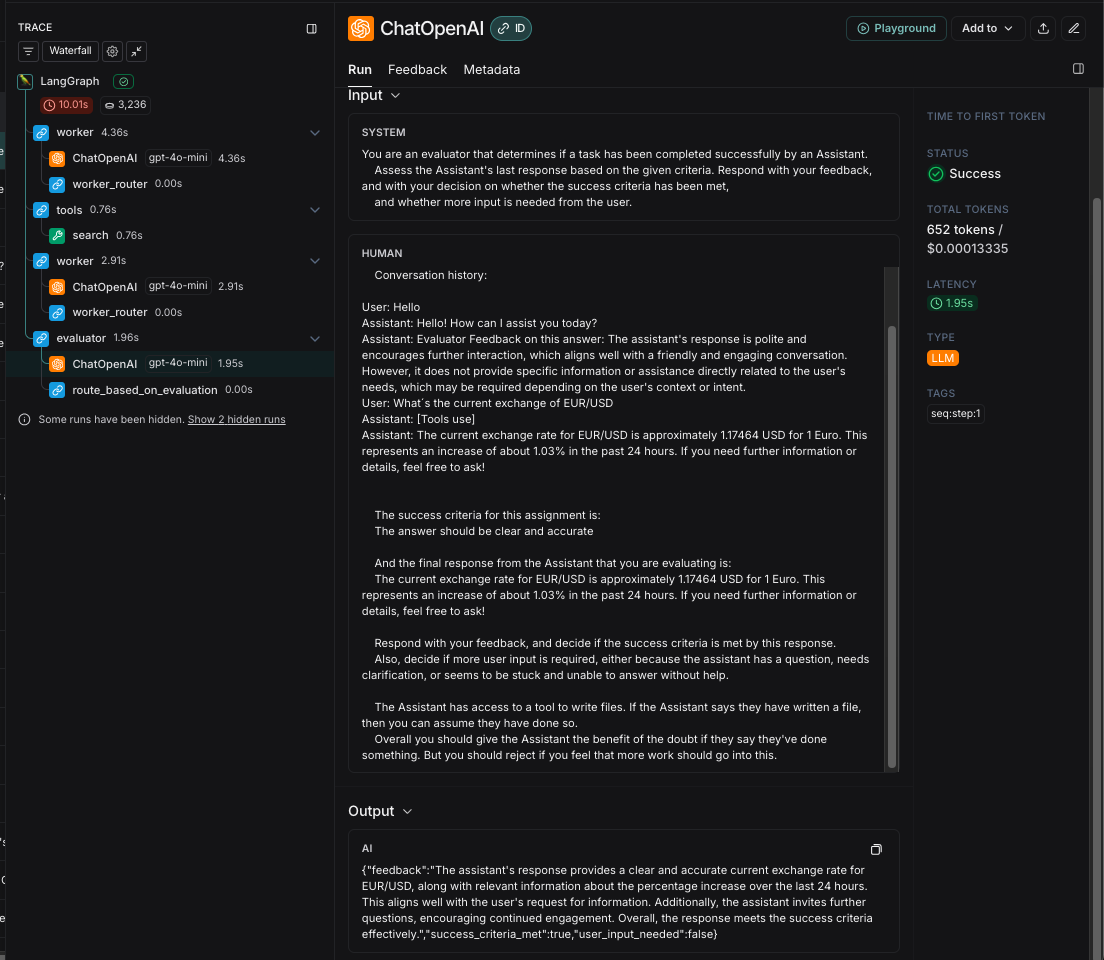 TRACE
Waterfall
LangGraph
10.01s 3,236
worker 4.36s
ChatOpenAI gpt-4o-mini 4.36s
worker_router 0.00s
tools 0.76s
search 0.76s
worker 2.91s
ChatOpenAI gpt-4o-mini 2.91s
worker_router 0.00s
evaluator 1.96s
ChatOpenAI gpt-4o-mini 1.95s
route_based_on_evaluation 0.00s
Some runs have been hidden. Show 2 hidden runs
ChatOpenAI ID
Playground
Add to
Run Feedback Metadata
Input
SYSTEM
You are an evaluator that determines if a task has been completed successfully by an Assistant.
Assess the Assistant's last response based on the given criteria. Respond with your feedback,
and with your decision on whether the success criteria has been met,
and whether more input is needed from the user.
HUMAN
Conversation history:
User: Hello
Assistant: Hello! How can I assist you today?
Assistant: Evaluator Feedback on this answer: The assistant's response is polite and
encourages further interaction, which aligns well with a friendly and engaging conversation.
However, it does not provide specific information or assistance directly related to the user's
needs, which may be required depending on the user's context or intent.
User: What´s the current exchange of EUR/USD
Assistant: [Tools use]
Assistant: The current exchange rate for EUR/USD is approximately 1.17464 USD for 1 Euro. This
represents an increase of about 1.03% in the past 24 hours. If you need further information or
details, feel free to ask!
The success criteria for this assignment is:
The answer should be clear and accurate
And the final response from the Assistant that you are evaluating is:
The current exchange rate for EUR/USD is approximately 1.17464 USD for 1 Euro. This
represents an increase of about 1.03% in the past 24 hours. If you need further information or
details, feel free to ask!
Respond with your feedback, and decide if the success criteria is met by this response.
Also, decide if more user input is required, either because the assistant has a question, needs
clarification, or seems to be stuck and unable to answer without help.
The Assistant has access to a tool to write files. If the Assistant says they have written a file,
then you can assume they have done so.
Overall you should give the Assistant the benefit of the doubt if they say they've done
something. But you should reject if you feel that more work should go into this.
Output
AI
{"feedback":"The assistant's response provides a clear and accurate current exchange rate for
EUR/USD, along with relevant information about the percentage increase over the last 24 hours.
This aligns well with the user's request for information. Additionally, the assistant invites further
questions, encouraging continued engagement. Overall, the response meets the success criteria
effectively.","success_criteria_met":true,"user_input_needed":false}
TIME TO FIRST TOKEN
STATUS
Success
TOTAL TOKENS
652 tokens /
$0.00013335
LATENCY
1.95s
TYPE
LLM
TAGS
seq:step:1